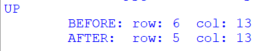 UP
BEFORE: row: 6  col: 13
AFTER:  row: 5  col: 13